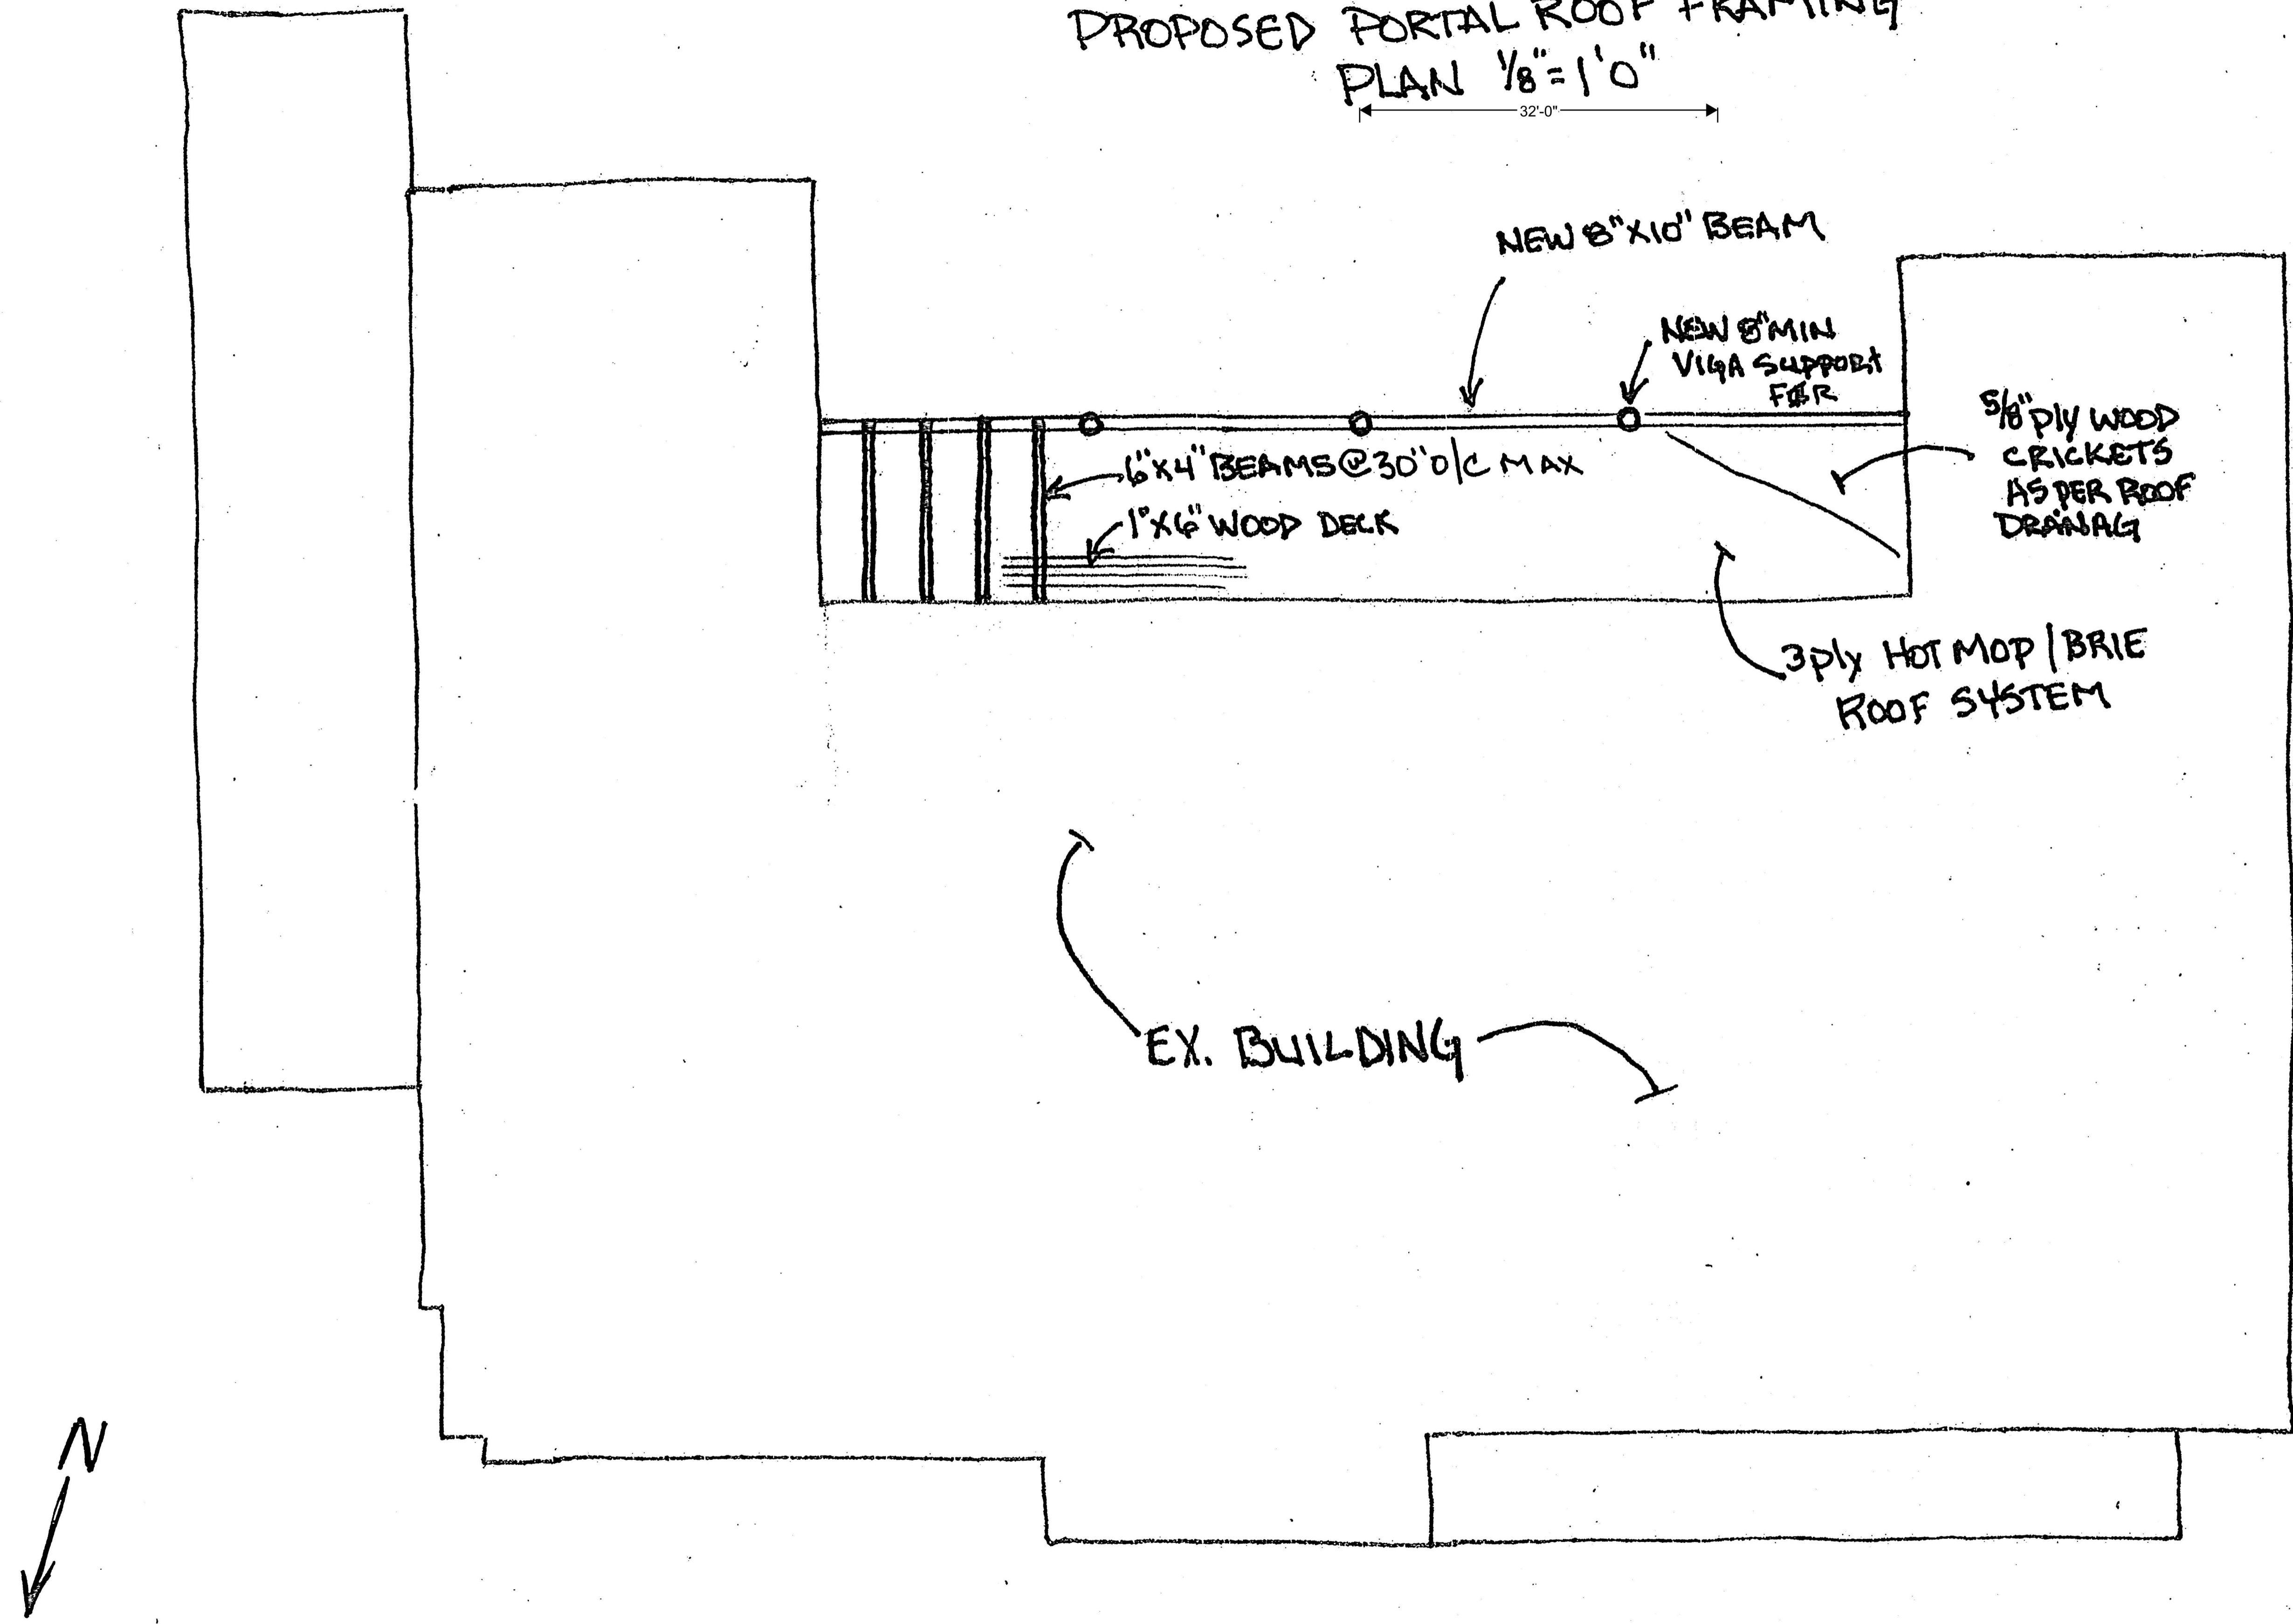 PROPOSED PORTAL ROOF FRAMING
PLAN 1/8"=1'0"
32'-0"
NEW 8"X10" BEAM
NEW 8"MIN
VIGA SUPPORT
5/8" ply WOOD
CRICKETS
AS PER ROOF
DRAINAG
6"X4" BEAMS@30"O/C MAX
1"X6" WOOD DECK
3ply HOT MOP/BRIE
ROOF SYSTEM
EX. BUILDING
N